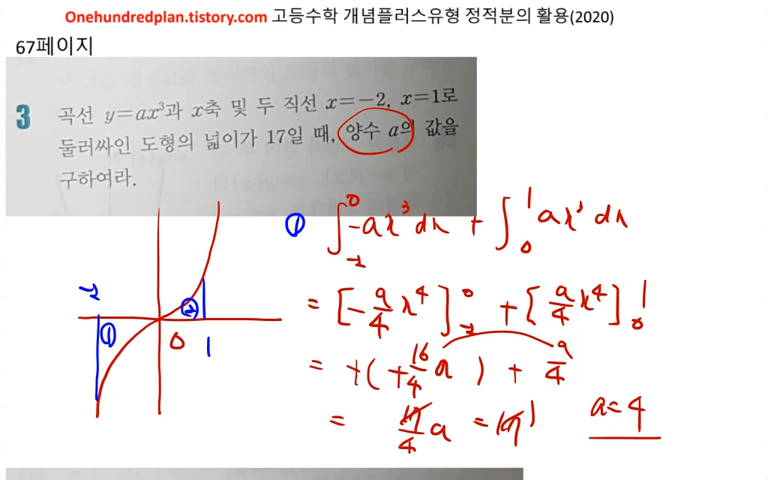 Onehundredplan.tistory.com 고등수학 개념플러스유형 정적분의 활용(2020)
67페이지
3 곡선 y=ax³과 x축 및 두 직선 x=-2, x=1로
둘러싸인 도형의 넓이가 17일 때, 양수 a의 값을
구하여라.
① ∫₋₂⁰ -ax³dx + ∫₀¹ ax³dx
= [-a/4 x⁴]₋₂⁰ + [a/4 x⁴]₀¹
= +(+16/4 a) + a/4
= 17/4 a = 17 1 a=4
-2 ① 0 ② 1